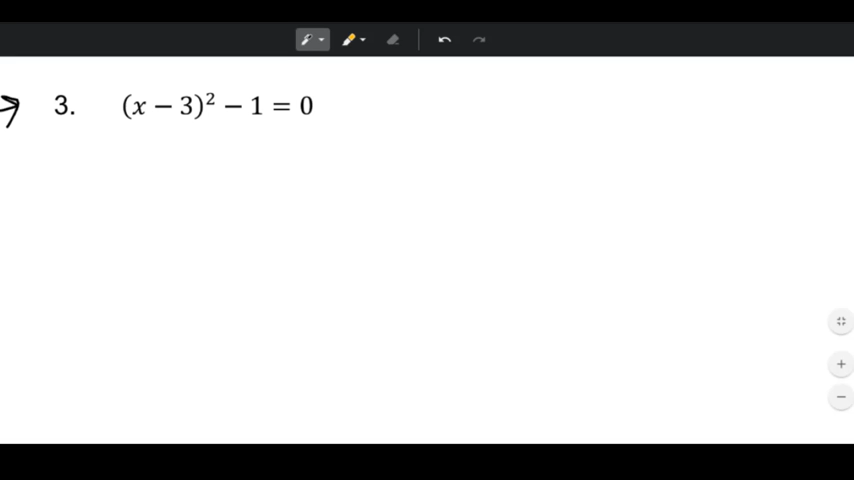 3. (x − 3)² − 1 = 0